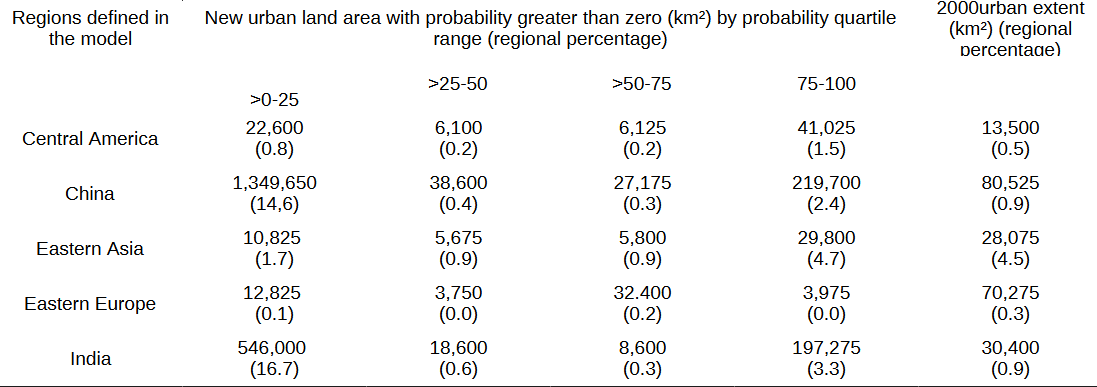 Regions defined in the model New urban land area with probability greater than zero (km²) by probability quartile range (regional percentage) 2000urban extent (km²) (regional percentage)
>0-25 >25-50 >50-75 75-100
Central America 22,600 (0.8) 6,100 (0.2) 6,125 (0.2) 41,025 (1.5) 13,500 (0.5)
China 1,349,650 (14,6) 38,600 (0.4) 27,175 (0.3) 219,700 (2.4) 80,525 (0.9)
Eastern Asia 10,825 (1.7) 5,675 (0.9) 5,800 (0.9) 29,800 (4.7) 28,075 (4.5)
Eastern Europe 12,825 (0.1) 3,750 (0.0) 32.400 (0.2) 3,975 (0.0) 70,275 (0.3)
India 546,000 (16.7) 18,600 (0.6) 8,600 (0.3) 197,275 (3.3) 30,400 (0.9)